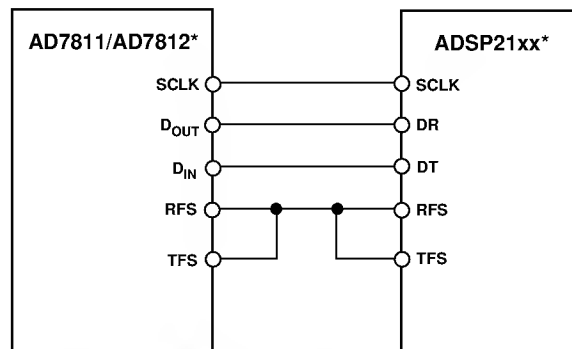 AD7811/AD7812*
ADSP21xx*
SCLK
SCLK
DOUT
DR
DIN
DT
RFS
RFS
TFS
TFS